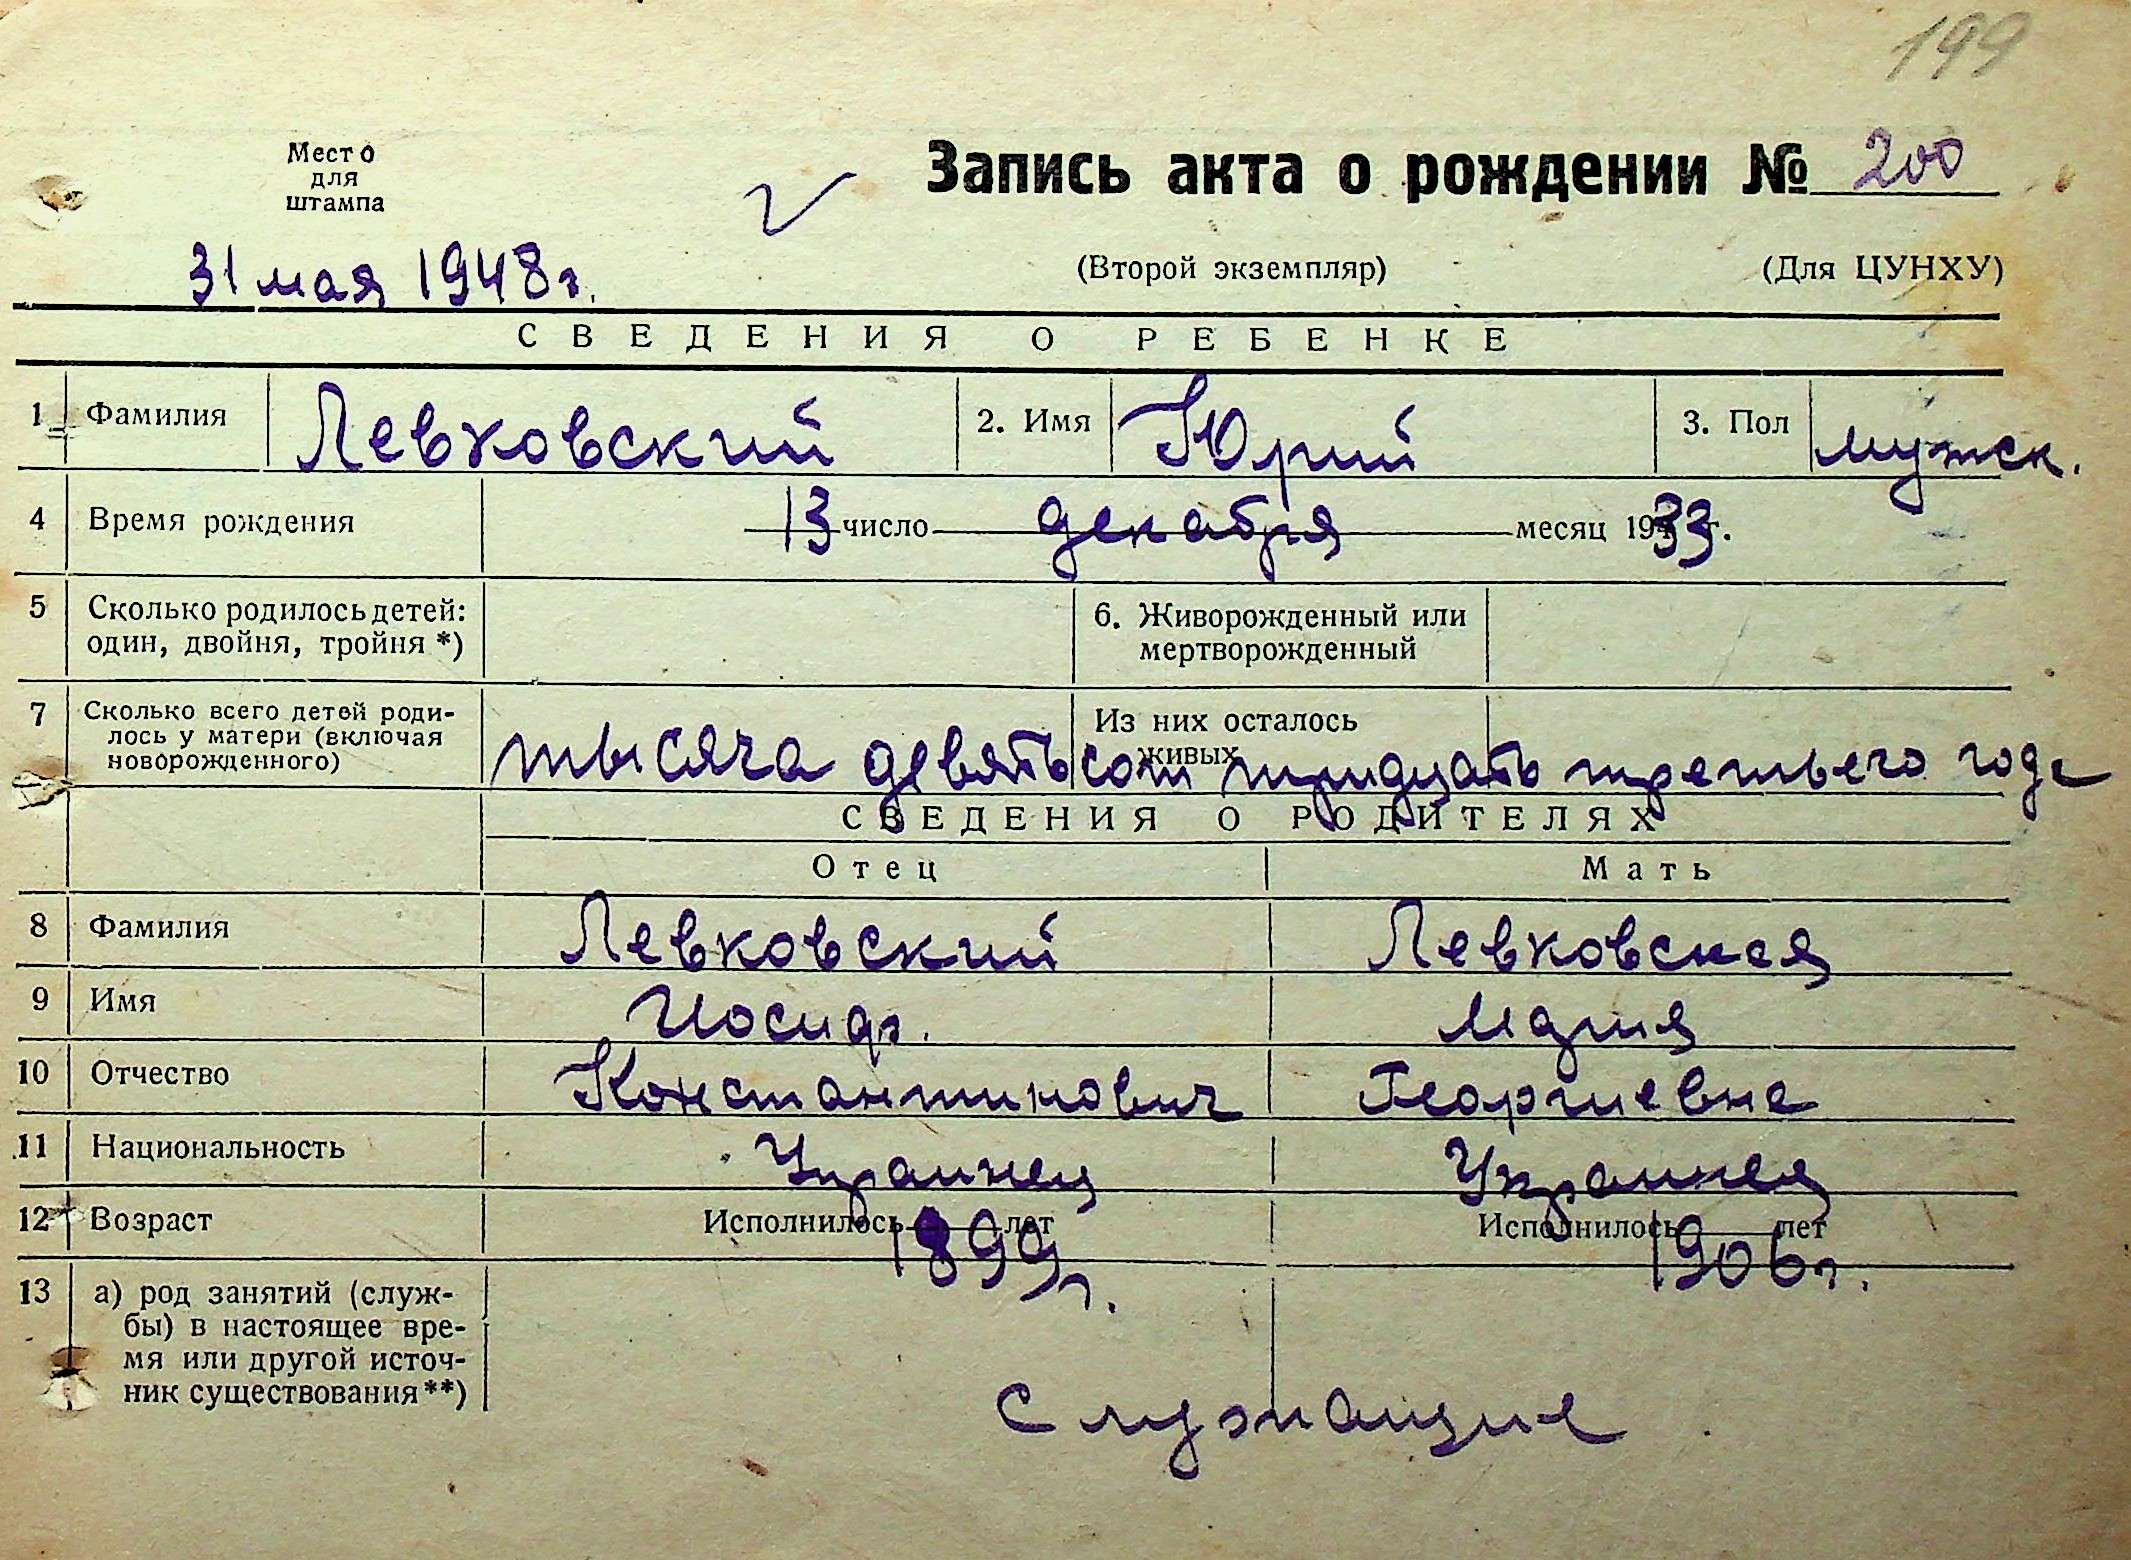 199
Место
для
штампа
Запись акта о рождении № 200
31 мая 1948 г.
(Второй экземпляр) (Для ЦУНХУ)
СВЕДЕНИЯ О РЕБЕНКЕ
1 Фамилия Левковский 2. Имя Юрий 3. Пол мужск.
4 Время рождения 13 число декабря месяц 1933 г.
5 Сколько родилось детей: 6. Живорожденный или
один, двойня, тройня *) мертворожденный
7 Сколько всего детей роди- Из них осталось
лось у матери (включая живых
новорожденного)
тысяча девятьсот тридцать третьего года
СВЕДЕНИЯ О РОДИТЕЛЯХ
Отец Мать
8 Фамилия Левковский Левковская
9 Имя Иосиф. Мария
10 Отчество Константинович Георгиевна
11 Национальность Украинец Украинка
12 Возраст Исполнилось лет Исполнилось лет
1899 г. 1906 г.
13 а) род занятий (служ-
бы) в настоящее вре-
мя или другой источ-
ник существования**) Служащие